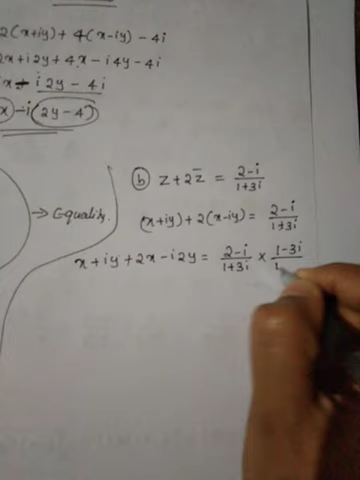 2(x+iy) + 4(x-iy) - 4i
2x+i2y+4x-i4y-4i
i2y - 4i
x -i(2y-4)
→ Equality.
(b) z+2z̄ = (2-i)/(1+3i)
(x+iy)+2(x-iy) = (2-i)/(1+3i)
x+iy+2x-i2y = (2-i)/(1+3i) × (1-3i)/1